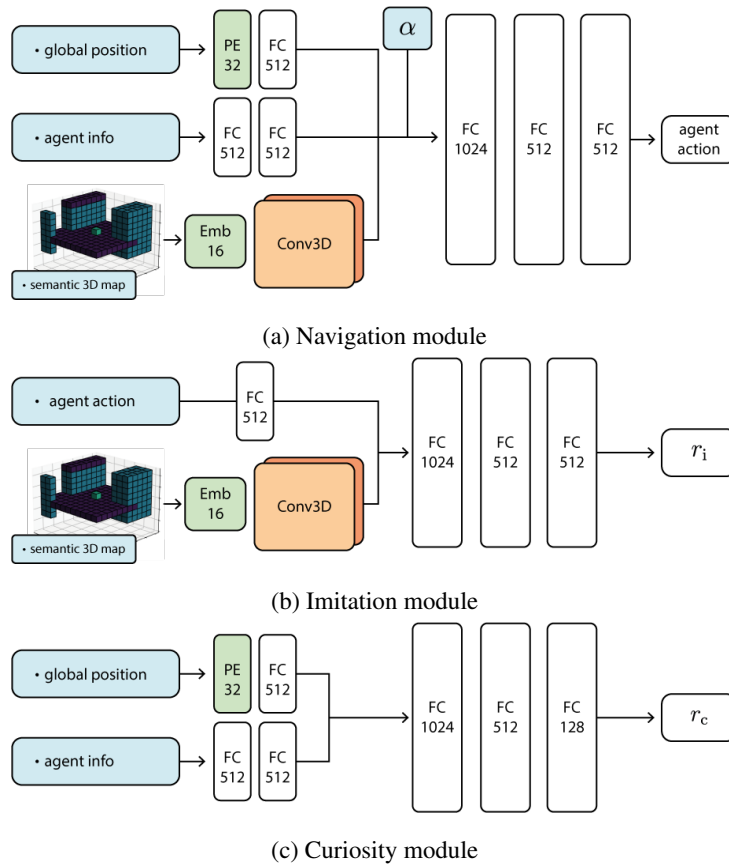 • global position
PE
32
FC
512
α
• agent info
FC
512
FC
512
FC
1024
FC
512
FC
512
agent
action
Emb
16
Conv3D
• semantic 3D map
(a) Navigation module
• agent action
FC
512
FC
1024
FC
512
FC
512
r_i
Emb
16
Conv3D
• semantic 3D map
(b) Imitation module
• global position
PE
32
FC
512
• agent info
FC
512
FC
512
FC
1024
FC
512
FC
128
r_c
(c) Curiosity module